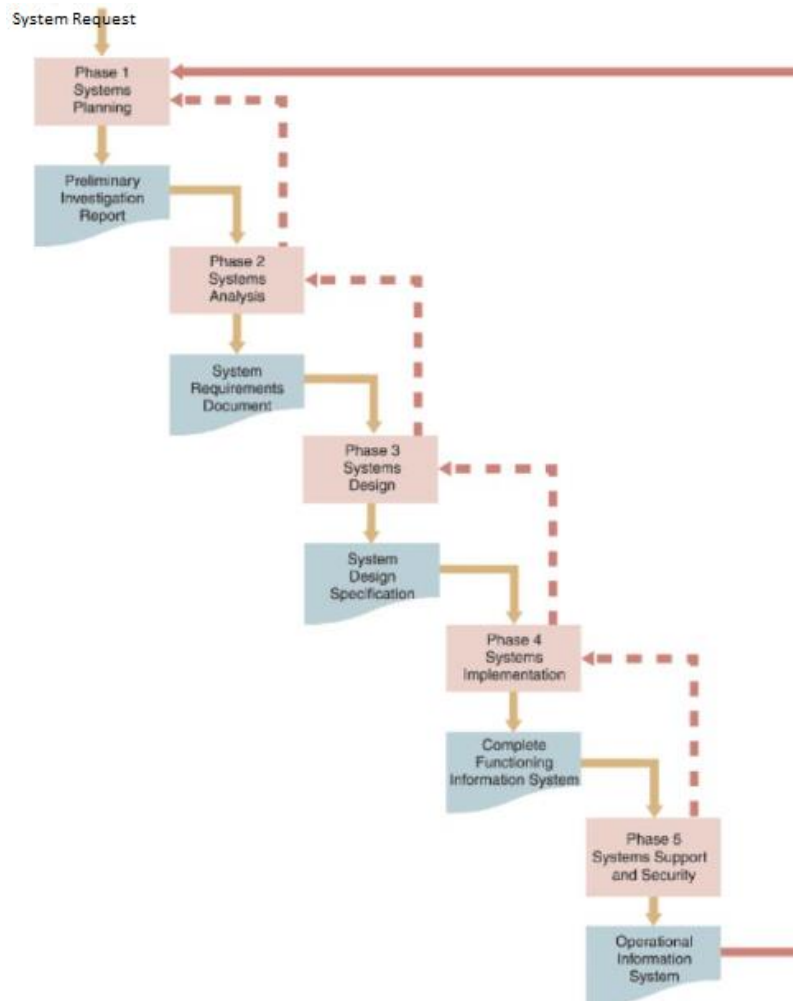 System Request
Phase 1
Systems
Planning
Preliminary
Investigation
Report
Phase 2
Systems
Analysis
System
Requirements
Document
Phase 3
Systems
Design
System
Design
Specification
Phase 4
Systems
Implementation
Complete
Functioning
Information System
Phase 5
Systems Support
and Security
Operational
Information
System